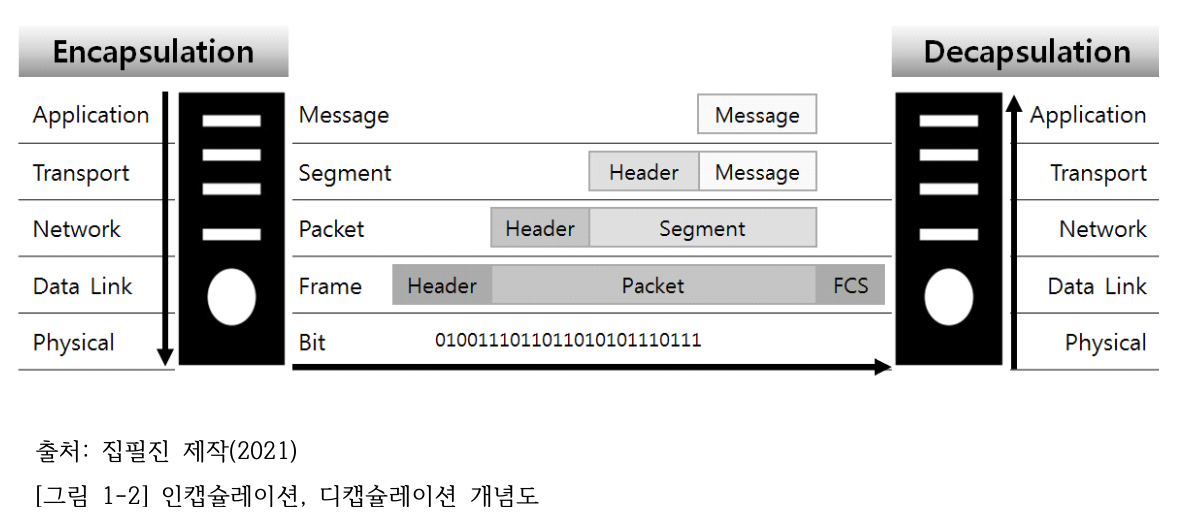 Encapsulation Decapsulation
Application Message Message Application
Transport Segment Header Message Transport
Network Packet Header Segment Network
Data Link Frame Header Packet FCS Data Link
Physical Bit 0100111011011010101110111 Physical
출처: 집필진 제작(2021)
[그림 1-2] 인캡슐레이션, 디캡슐레이션 개념도